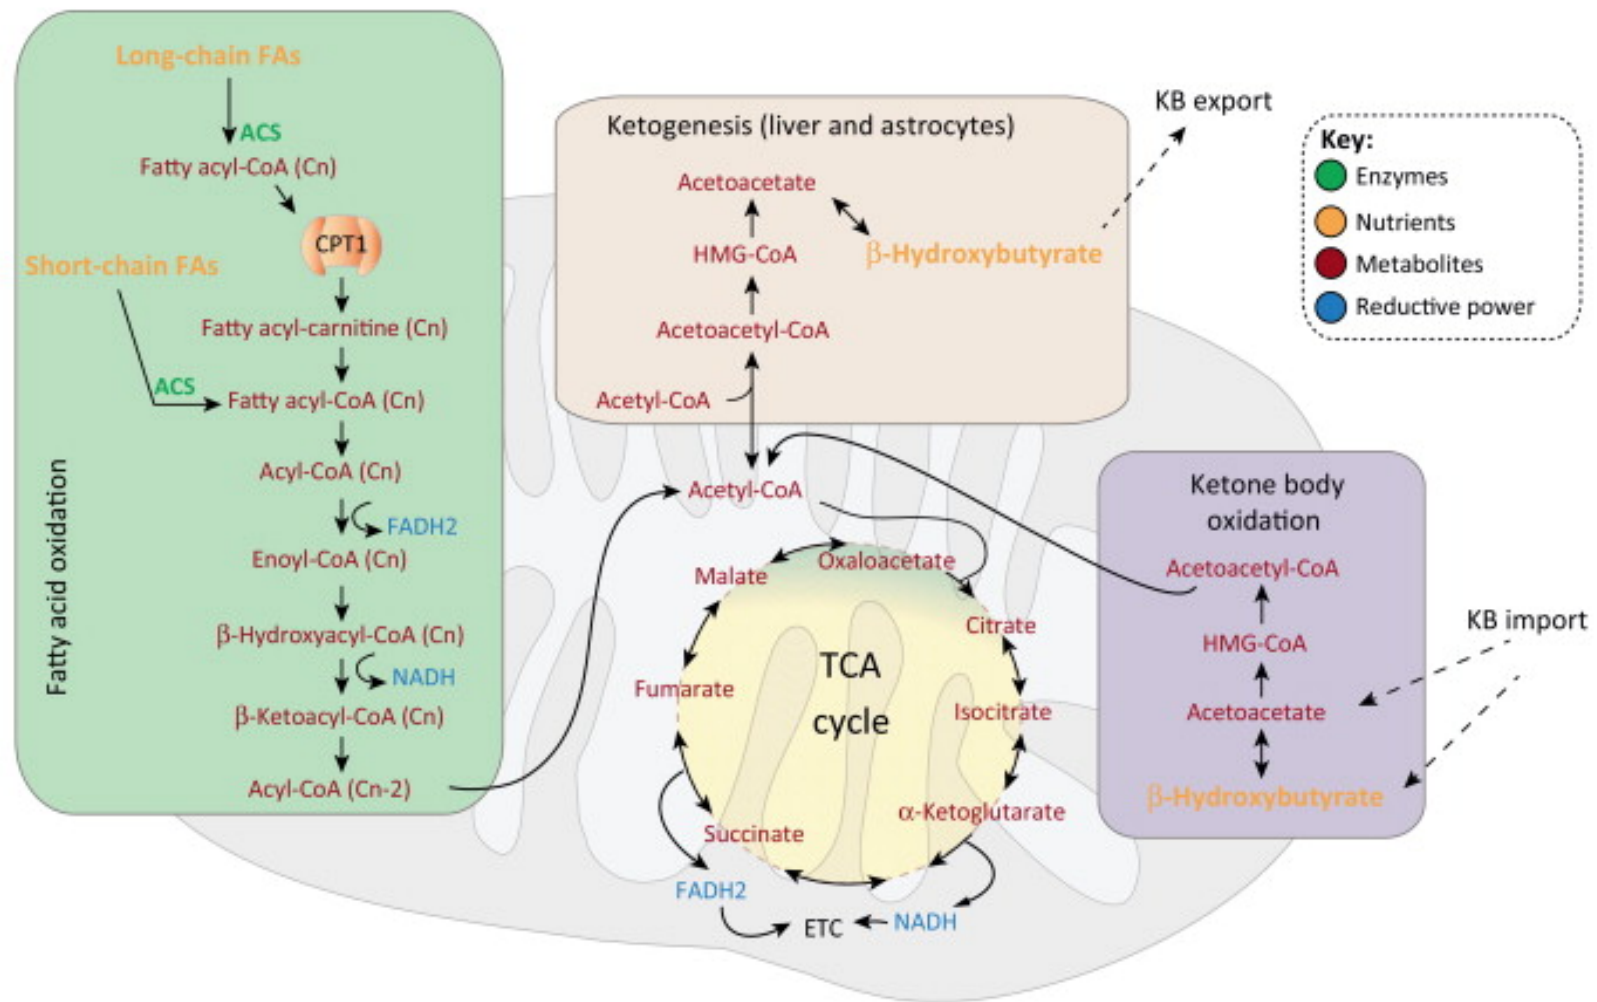 Long-chain FAs
ACS
Fatty acyl-CoA (Cn)
CPT1
Short-chain FAs
Fatty acyl-carnitine (Cn)
ACS
Fatty acyl-CoA (Cn)
Acyl-CoA (Cn)
FADH2
Enoyl-CoA (Cn)
β-Hydroxyacyl-CoA (Cn)
NADH
β-Ketoacyl-CoA (Cn)
Acyl-CoA (Cn-2)
Fatty acid oxidation
Ketogenesis (liver and astrocytes)
Acetoacetate
HMG-CoA
β-Hydroxybutyrate
Acetoacetyl-CoA
Acetyl-CoA
KB export
Key:
Enzymes
Nutrients
Metabolites
Reductive power
Acetyl-CoA
Oxaloacetate
Malate
Citrate
TCA
cycle
Fumarate
Isocitrate
α-Ketoglutarate
Succinate
FADH2
ETC
NADH
Ketone body
oxidation
Acetoacetyl-CoA
HMG-CoA
Acetoacetate
β-Hydroxybutyrate
KB import